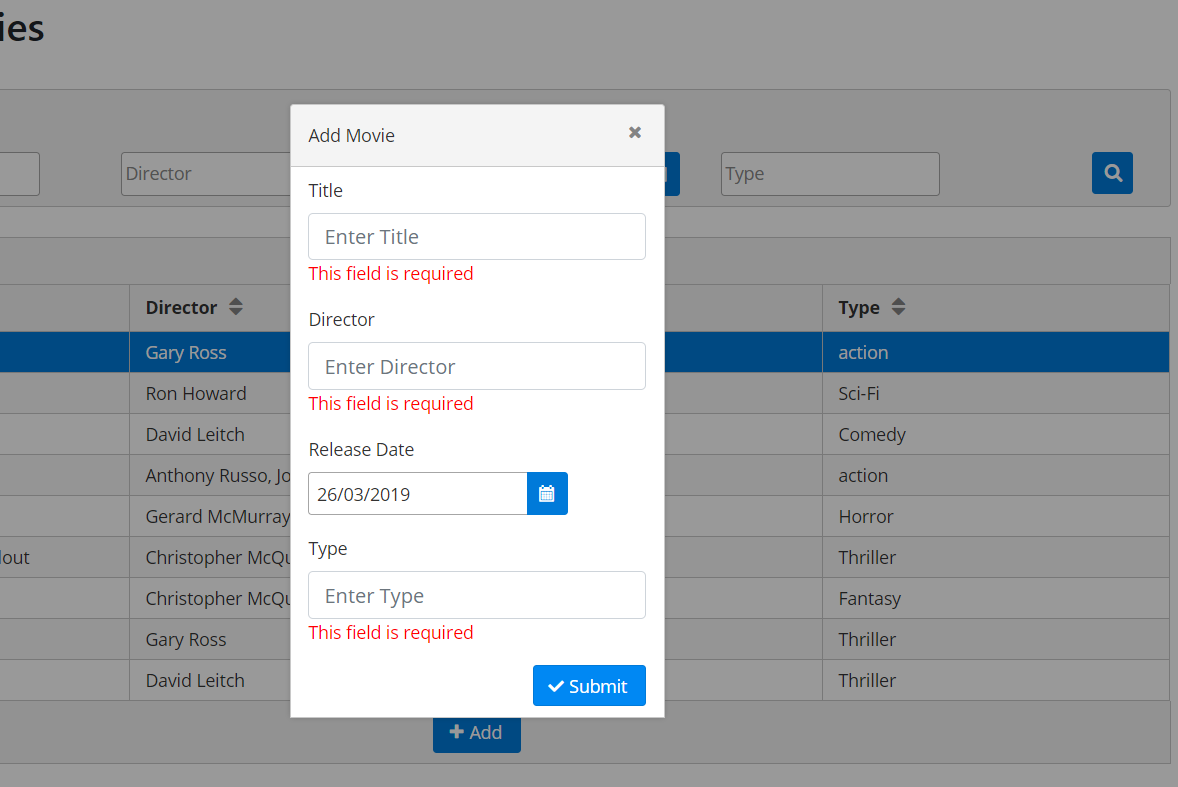 ies
Director
Type
Add Movie
Title
Enter Title
This field is required
Director
Enter Director
This field is required
Release Date
26/03/2019
Type
Enter Type
This field is required
Submit
Director Type
Gary Ross action
Ron Howard Sci-Fi
David Leitch Comedy
Anthony Russo, Jo action
Gerard McMurray Horror
lout Christopher McQu Thriller
Christopher McQu Fantasy
Gary Ross Thriller
David Leitch Thriller
Add